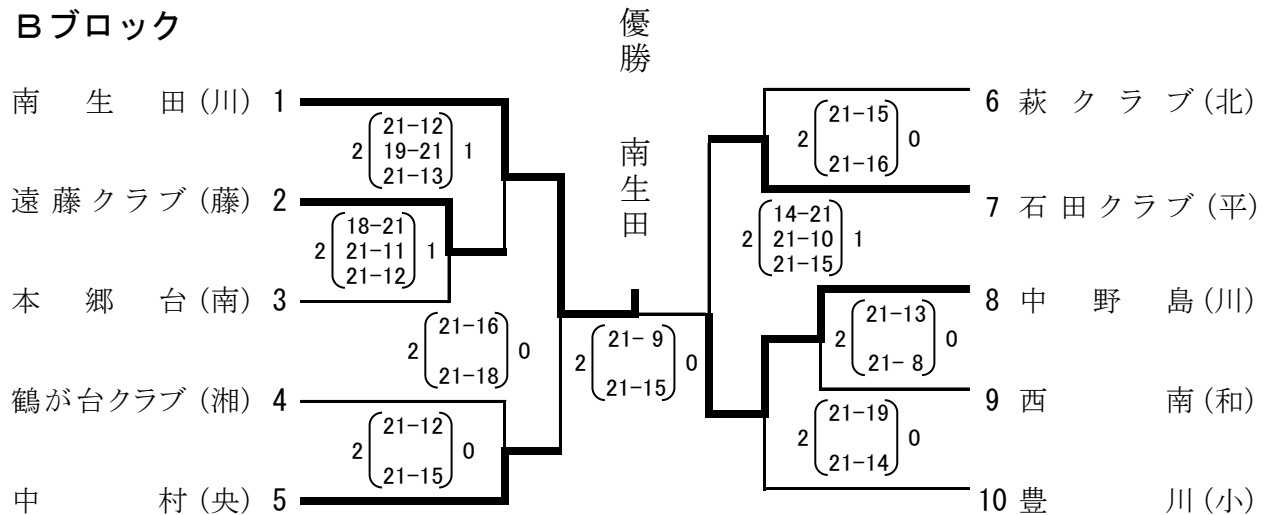 Bブロック
優勝
南生田
南生田(川) 1
2 21-12 19-21 21-13 1
遠藤クラブ(藤) 2
2 18-21 21-11 21-12 1
本郷台(南) 3
2 21-16 21-18 0
鶴が台クラブ(湘) 4
2 21-12 21-15 0
中村(央) 5
2 21-9 21-15 0
6 萩クラブ(北)
2 21-15 21-16 0
7 石田クラブ(平)
2 14-21 21-10 21-15 1
8 中野島(川)
2 21-13 21-8 0
9 西南(和)
2 21-19 21-14 0
10 豊川(小)